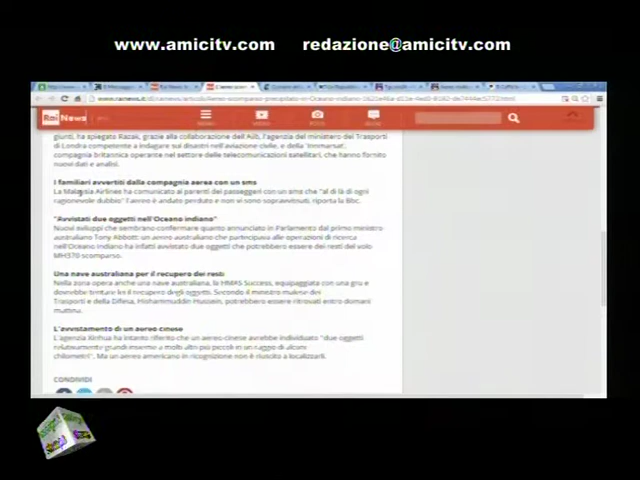 www.amicitv.com redazione@amicitv.com
Rai News
giunti, ha spiegato Razak, grazie alla collaborazione dell'Aaib, l'agenzia del ministero dei Trasporti
di Londra competente a indagare sui disastri nell'aviazione civile, e della 'Inmarsat',
compagnia britannica operante nel settore delle telecomunicazioni satellitari, che hanno fornito
nuovi dati e analisi.
I familiari avvertiti dalla compagnia aerea con un sms
La Malaysia Airlines ha comunicato ai parenti dei passeggeri con un sms che "al di là di ogni
ragionevole dubbio" l'aereo è andato perduto e non vi sono sopravvissuti, riporta la Bbc.
"Avvistati due oggetti nell'Oceano indiano"
Nuovi sviluppi che sembrano confermare quanto annunciato in Parlamento dal primo ministro
australiano Tony Abbott: un aereo australiano che partecipava alle operazioni di ricerca
nell'Oceano indiano ha infatti avvistato due oggetti che potrebbero essere dei resti del volo
MH370 scomparso.
Una nave australiana per il recupero dei resti
Nella zona opera anche una nave australiana, la HMAS Success, equipaggiata con una gru e
dovrebbe tentare ies il recupero degli oggetti. Secondo il ministro malese dei
Trasporti e della Difesa, Hishammuddin Hussein, potrebbero essere ritrovati entro domani
mattina.
L'avvistamento di un aereo cinese
L'agenzia Xinhua ha intanto riferito che un aereo cinese avrebbe individuato "due oggetti
relativamente grandi insieme a molti altri più piccoli in un raggio di alcuni
chilometri". Ma un aereo americano in ricognizione non è riuscito a localizzarli.
CONDIVIDI